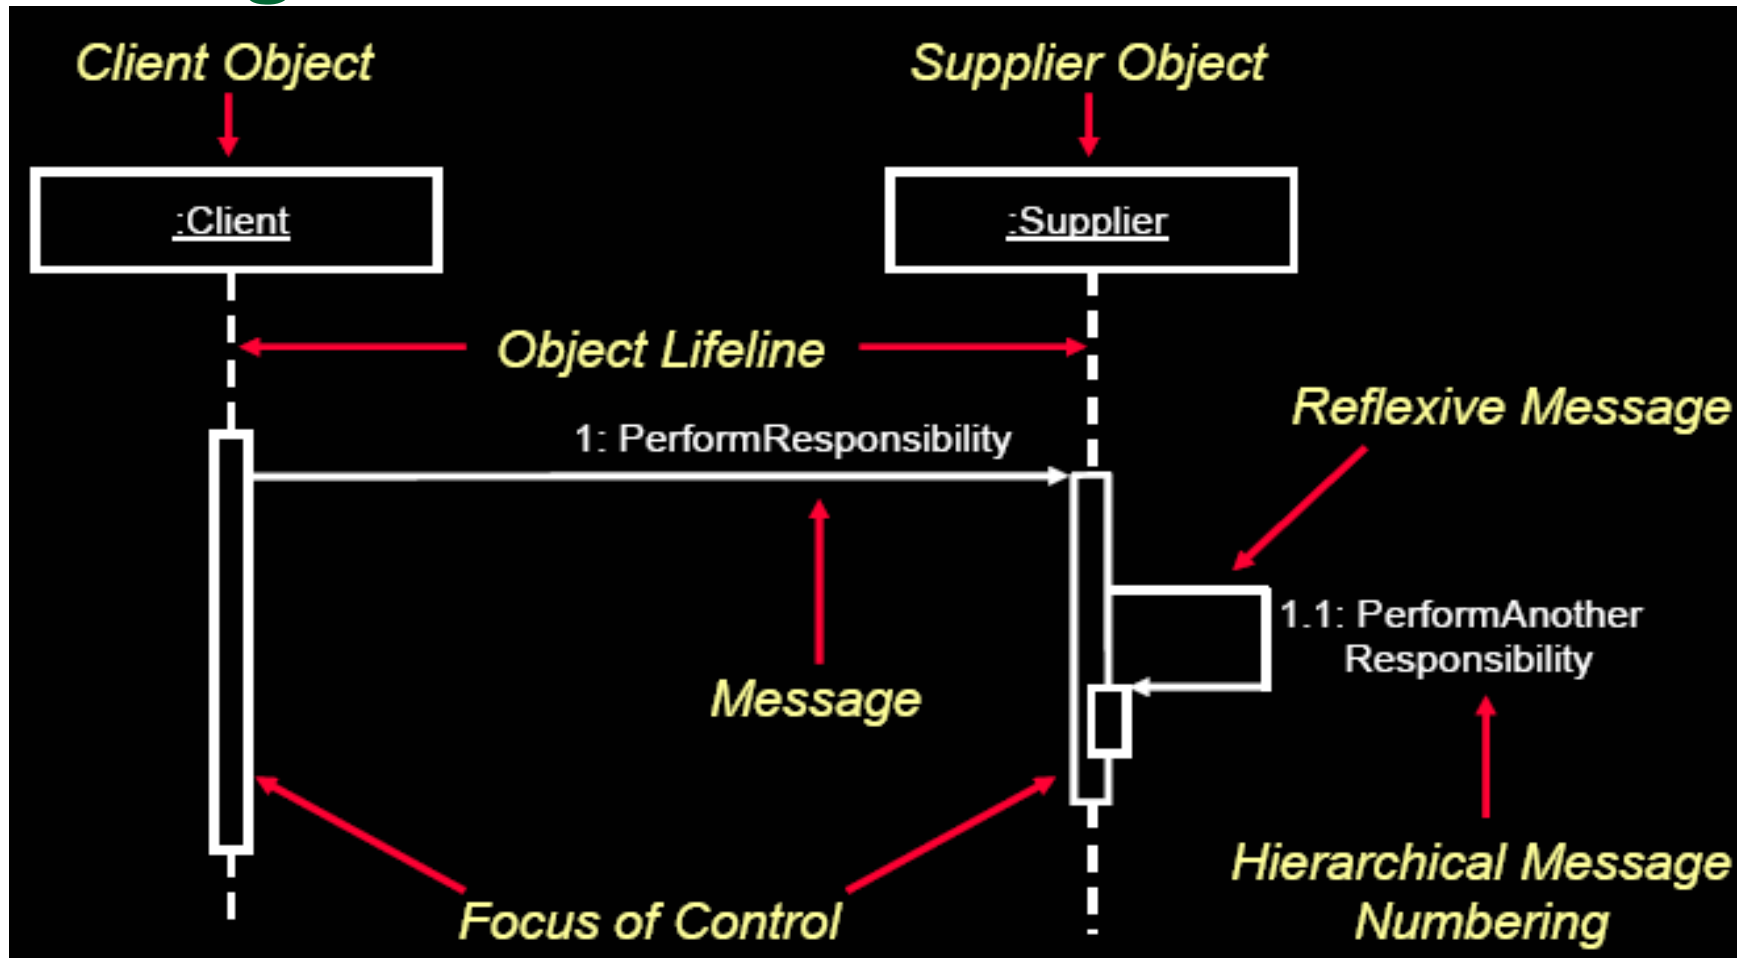 Client Object
Supplier Object
:Client
:Supplier
Object Lifeline
Reflexive Message
1: PerformResponsibility
1.1: PerformAnother
Responsibility
Message
Hierarchical Message
Numbering
Focus of Control